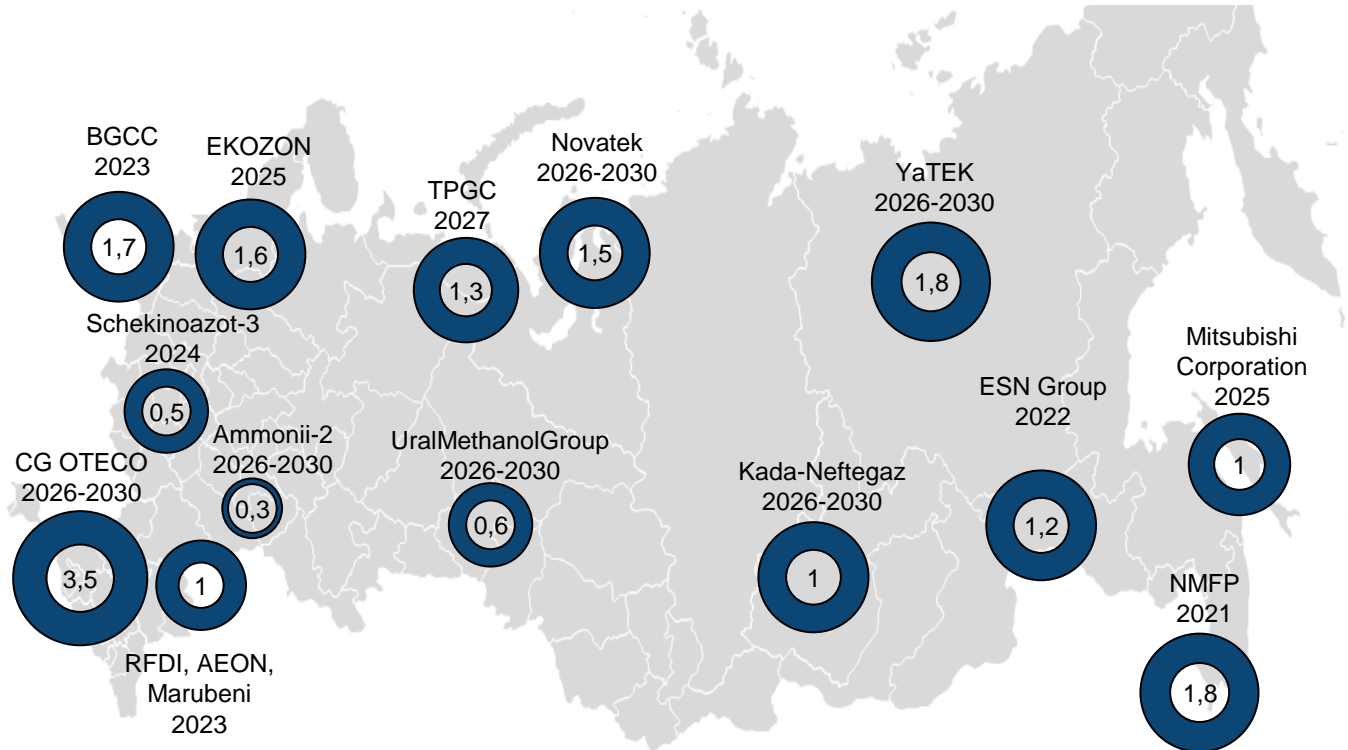 BGCC
2023
1,7
EKOZON
2025
1,6
TPGC
2027
1,3
Novatek
2026-2030
1,5
YaTEK
2026-2030
1,8
Schekinoazot-3
2024
0,5
Mitsubishi
Corporation
2025
1
ESN Group
2022
1,2
Ammonii-2
2026-2030
0,3
UralMethanolGroup
2026-2030
0,6
Kada-Neftegaz
2026-2030
1
CG OTECO
2026-2030
3,5
1
RFDI, AEON,
Marubeni
2023
NMFP
2021
1,8